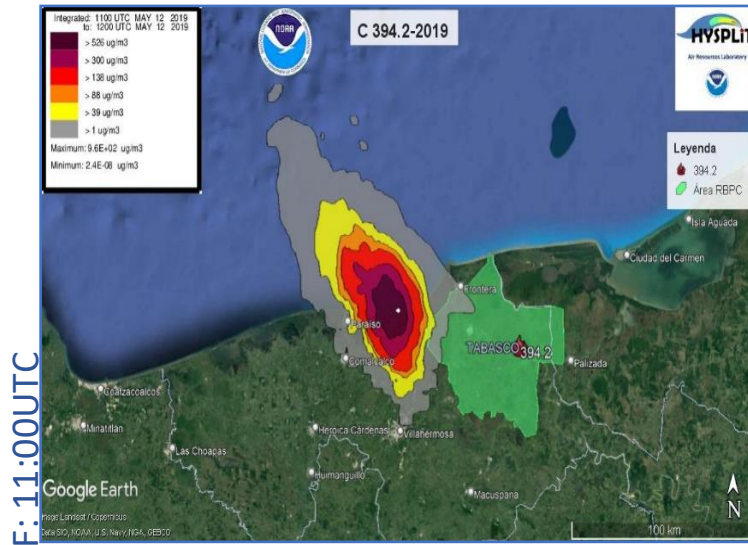 Integrated: 1100 UTC MAY 12 2019
to: 1200 UTC MAY 12 2019
> 526 ug/m3
> 300 ug/m3
> 138 ug/m3
> 88 ug/m3
> 39 ug/m3
> 1 ug/m3
Maximum: 9.6E+02 ug/m3
Minimum: 2.4E-08 ug/m3
NOAA
C 394.2-2019
HYSPLIT
Air Resources Laboratory
Leyenda
394.2
Área RBPC
Isla Aguada
Ciudad del Carmen
Frontera
Paraiso
TABASCO
394.2
Palizada
Comalcalco
Coatzacoalcos
Minatitlán
Heroica Cárdenas
Villahermosa
Las Choapas
Huimanguillo
Macuspana
Google Earth
Image Landsat / Copernicus
Data SIO, NOAA, U.S. Navy, NGA, GEBCO
N
100 km
F: 11:00UTC